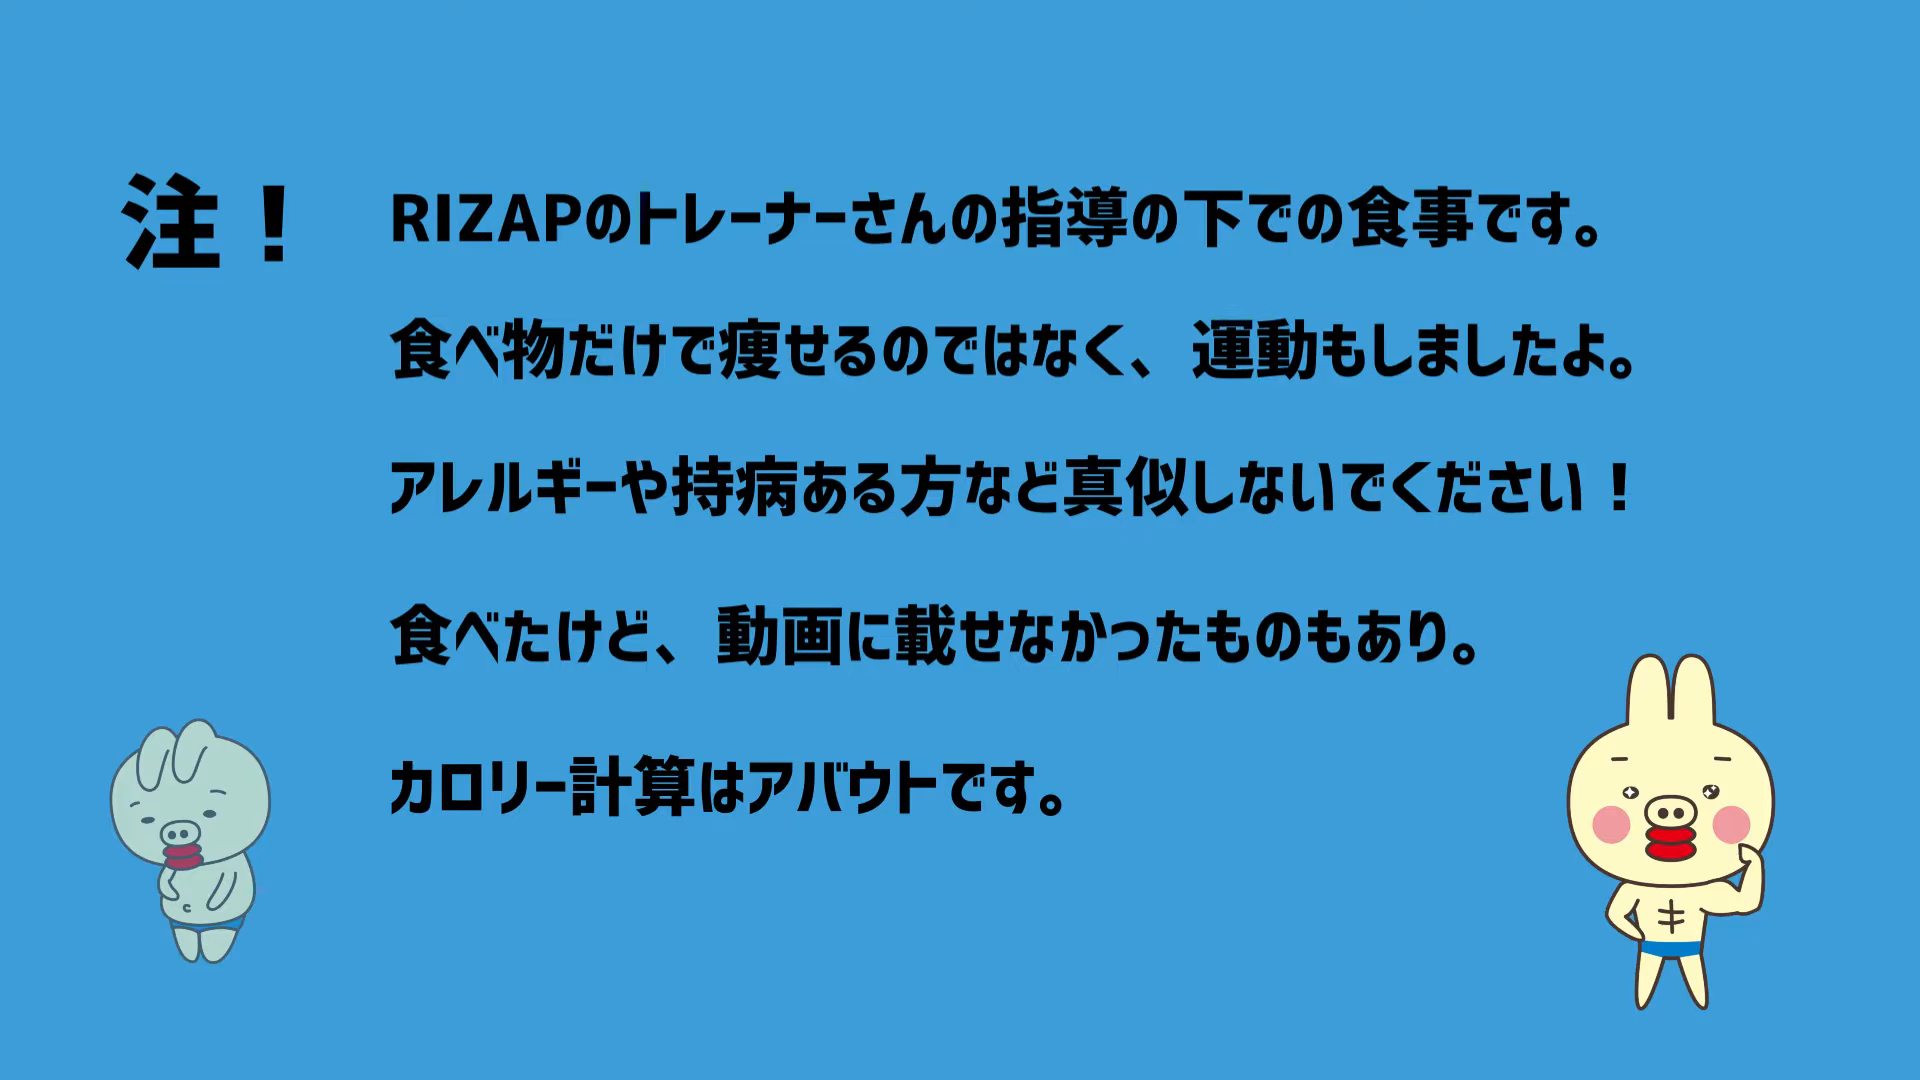 注！ RIZAPのトレーナーさんの指導の下での食事です。
食べ物だけで痩せるのではなく、運動もしましたよ。
アレルギーや持病ある方など真似しないでください！
食べたけど、動画に載せなかったものもあり。
カロリー計算はアバウトです。